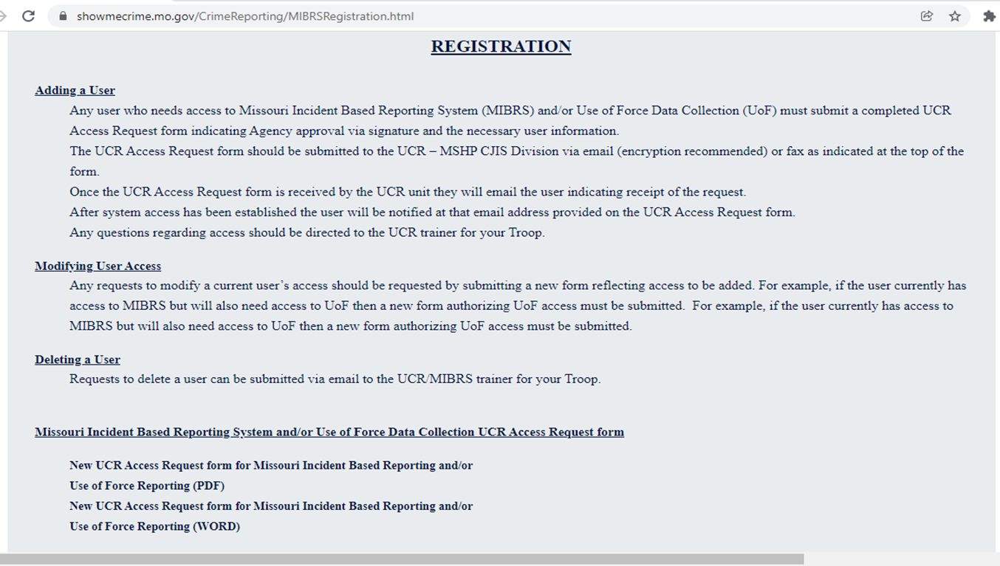 showmecrime.mo.gov/CrimeReporting/MIBRSRegistration.html
REGISTRATION
Adding a User
Any user who needs access to Missouri Incident Based Reporting System (MIBRS) and/or Use of Force Data Collection (UoF) must submit a completed UCR
Access Request form indicating Agency approval via signature and the necessary user information.
The UCR Access Request form should be submitted to the UCR – MSHP CJIS Division via email (encryption recommended) or fax as indicated at the top of the
form.
Once the UCR Access Request form is received by the UCR unit they will email the user indicating receipt of the request.
After system access has been established the user will be notified at that email address provided on the UCR Access Request form.
Any questions regarding access should be directed to the UCR trainer for your Troop.
Modifying User Access
Any requests to modify a current user’s access should be requested by submitting a new form reflecting access to be added. For example, if the user currently has
access to MIBRS but will also need access to UoF then a new form authorizing UoF access must be submitted.  For example, if the user currently has access to
MIBRS but will also need access to UoF then a new form authorizing UoF access must be submitted.
Deleting a User
Requests to delete a user can be submitted via email to the UCR/MIBRS trainer for your Troop.
Missouri Incident Based Reporting System and/or Use of Force Data Collection UCR Access Request form
New UCR Access Request form for Missouri Incident Based Reporting and/or
Use of Force Reporting (PDF)
New UCR Access Request form for Missouri Incident Based Reporting and/or
Use of Force Reporting (WORD)